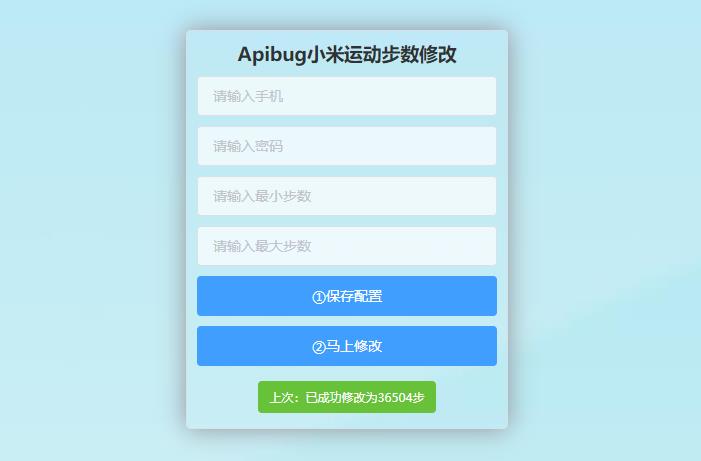 Apibug小米运动步数修改
请输入手机
请输入密码
请输入最小步数
请输入最大步数
①保存配置
②马上修改
上次：已成功修改为36504步